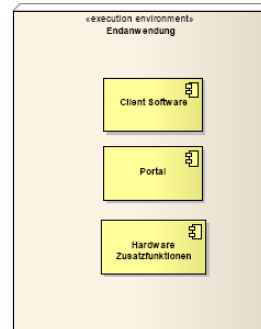 «execution environment»
Endanwendung
Client Software
Portal
Hardware
Zusatzfunktionen